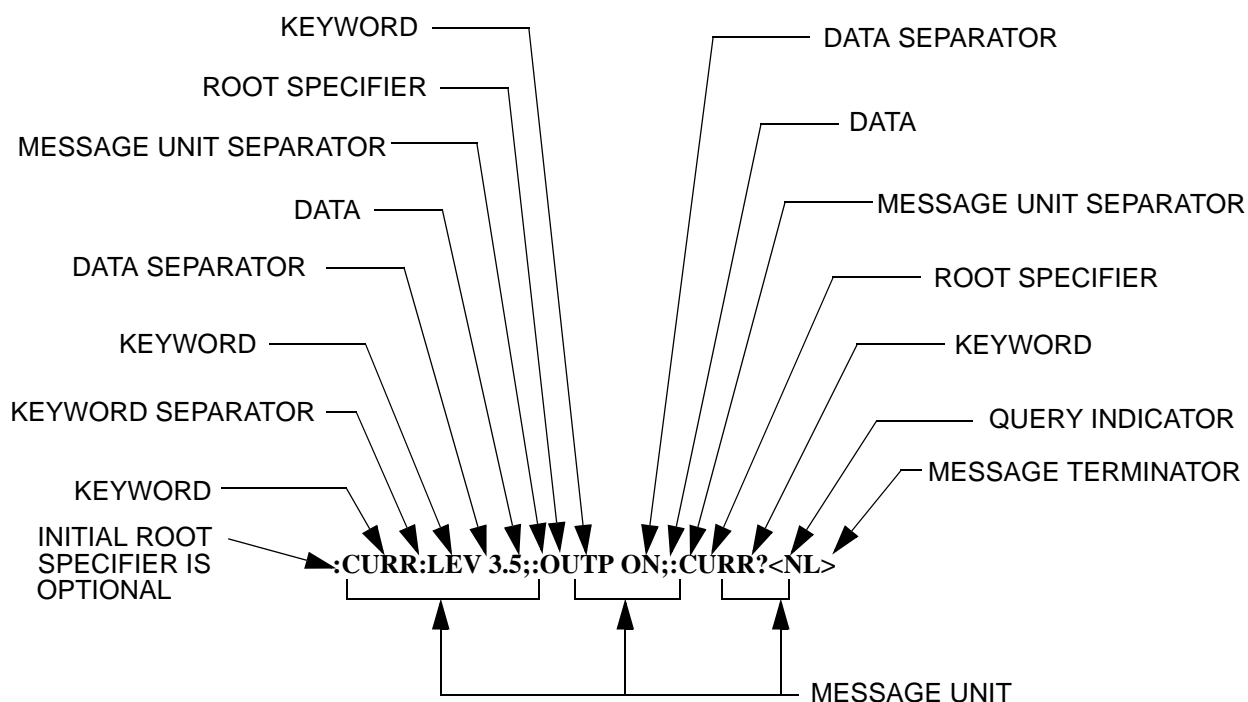 KEYWORD
DATA SEPARATOR
ROOT SPECIFIER
DATA
MESSAGE UNIT SEPARATOR
DATA
MESSAGE UNIT SEPARATOR
DATA SEPARATOR
ROOT SPECIFIER
KEYWORD
KEYWORD
KEYWORD SEPARATOR
QUERY INDICATOR
KEYWORD
MESSAGE TERMINATOR
INITIAL ROOT
SPECIFIER IS
OPTIONAL
:CURR:LEV 3.5;:OUTP ON;:CURR?<NL>
MESSAGE UNIT